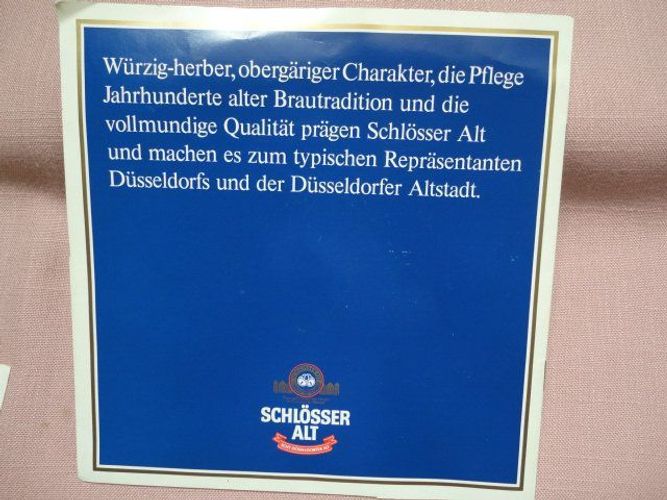 Würzig-herber, obergäriger Charakter, die Pflege
Jahrhunderte alter Brautradition und die
vollmundige Qualität prägen Schlösser Alt
und machen es zum typischen Repräsentanten
Düsseldorfs und der Düsseldorfer Altstadt.
SCHLÖSSER
ALT